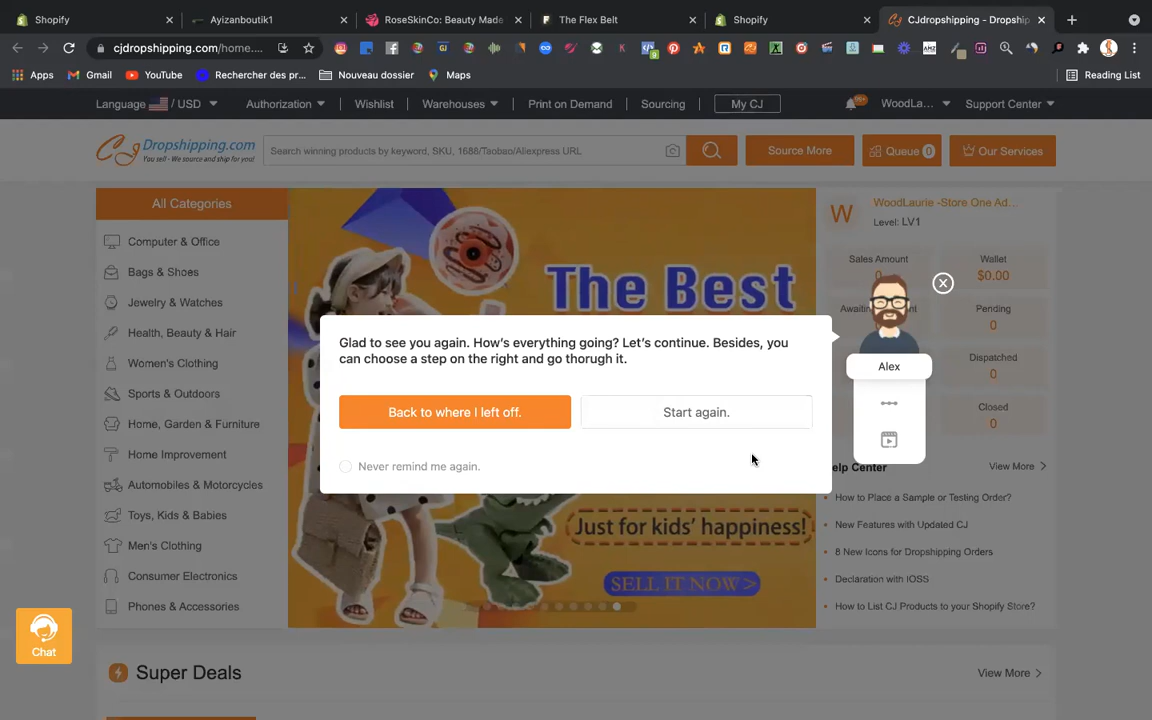 Shopify
Ayizanboutik1
RoseSkinCo: Beauty Made
The Flex Belt
Shopify
CJdropshipping - Dropship
cjdropshipping.com/home....
Apps
Gmail
YouTube
Rechercher des pr...
Nouveau dossier
Maps
Reading List
Language / USD
Authorization
Wishlist
Warehouses
Print on Demand
Sourcing
My CJ
99+
WoodLa...
Support Center
CJ Dropshipping.com
You sell - We source and ship for you!
Search winning products by keyword, SKU, 1688/Taobao/Aliexpress URL
Source More
Queue 0
Our Services
All Categories
Computer & Office
Bags & Shoes
Jewelry & Watches
Health, Beauty & Hair
Women's Clothing
Sports & Outdoors
Home, Garden & Furniture
Home Improvement
Automobiles & Motorcycles
Toys, Kids & Babies
Men's Clothing
Consumer Electronics
Phones & Accessories
The Best
Just for kids' happiness!
SELL IT NOW >
W
WoodLaurie -Store One Ad...
Level: LV1
Sales Amount
0
Wallet
$0.00
Pending
0
Dispatched
0
Closed
0
Glad to see you again. How's everything going? Let's continue. Besides, you
can choose a step on the right and go thorugh it.
Back to where I left off.
Start again.
Never remind me again.
Alex
elp Center
View More
How to Place a Sample or Testing Order?
New Features with Updated CJ
8 New Icons for Dropshipping Orders
Declaration with IOSS
How to List CJ Products to your Shopify Store?
Chat
Super Deals
View More